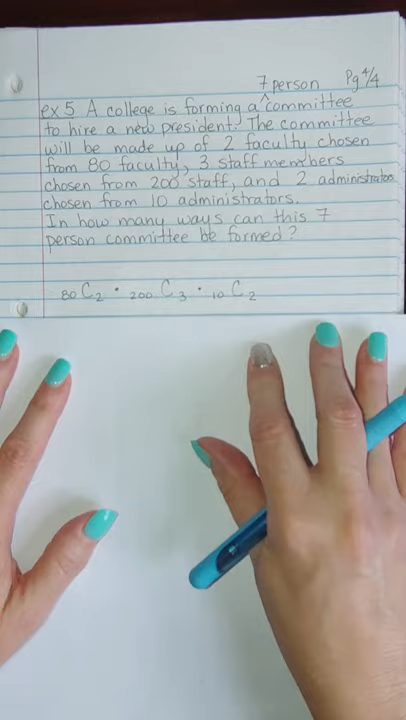 7 person Pg 4/4
ex 5 A college is forming a ^ committee
to hire a new president. The committee
will be made up of 2 faculty chosen
from 80 faculty, 3 staff members
chosen from 200 staff, and 2 administrators
chosen from 10 administrators.
In how many ways can this 7
person committee be formed?
₈₀C₂ · ₂₀₀C₃ · ₁₀C₂